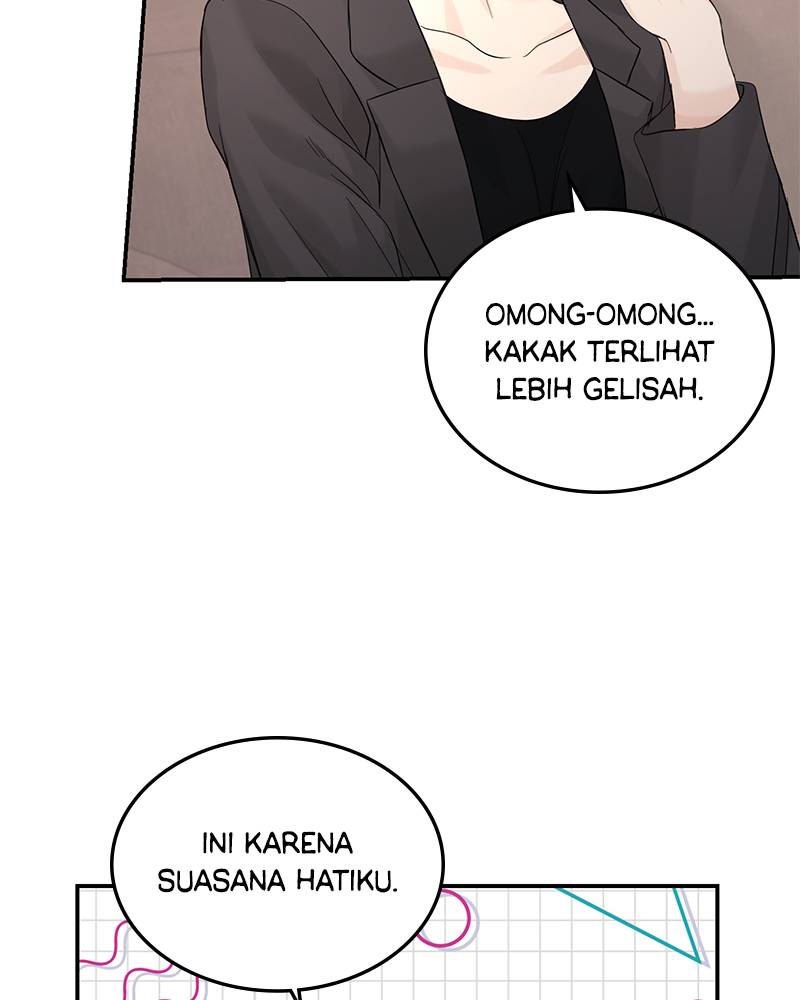 OMONG-OMONG...
KAKAK TERLIHAT
LEBIH GELISAH.
INI KARENA
SUASANA HATIKU.